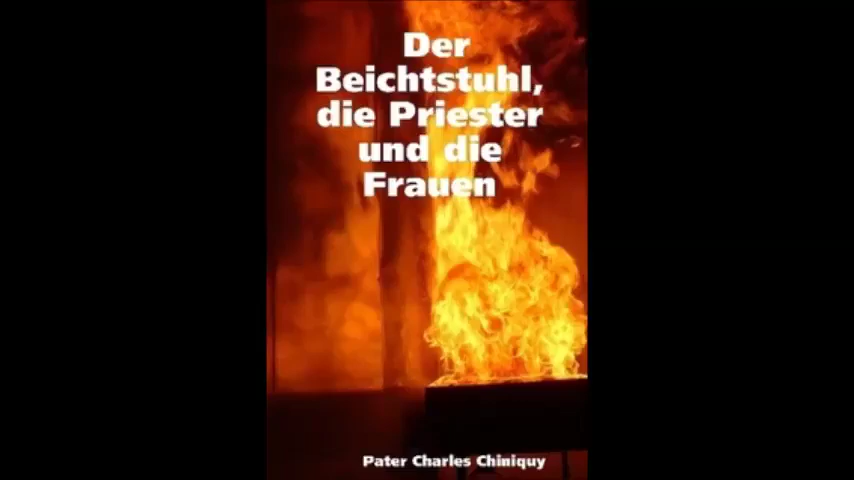 Der
Beichtstuhl,
die Priester
und die
Frauen
Pater Charles Chiniquy